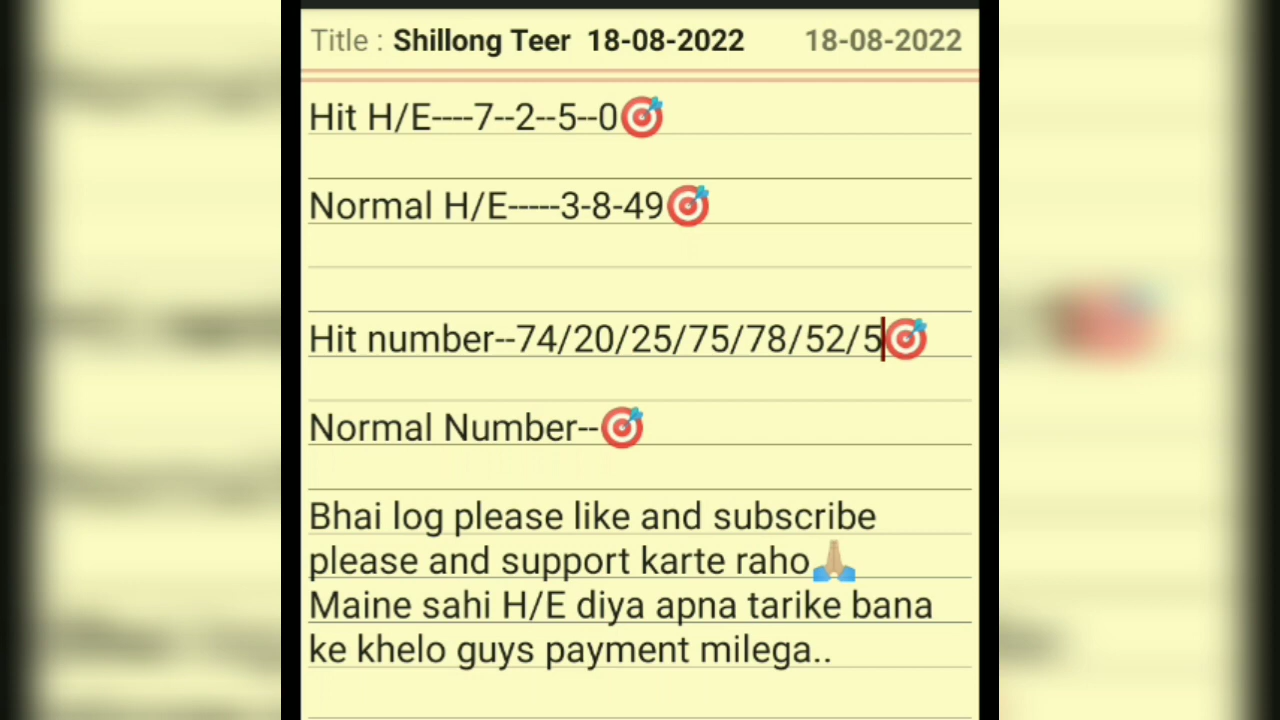 Title : Shillong Teer 18-08-2022 18-08-2022
Hit H/E----7--2--5--0🎯
Normal H/E-----3-8-49🎯
Hit number--74/20/25/75/78/52/5🎯
Normal Number--🎯
Bhai log please like and subscribe
please and support karte raho🙏🏼
Maine sahi H/E diya apna tarike bana
ke khelo guys payment milega..